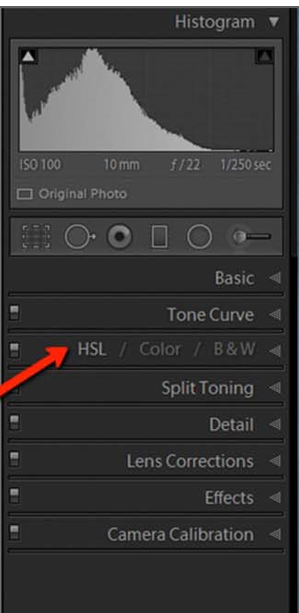 Histogram
ISO 100 10 mm ƒ / 22 1/250 sec
Original Photo
Basic
Tone Curve
HSL / Color / B & W
Split Toning
Detail
Lens Corrections
Effects
Camera Calibration